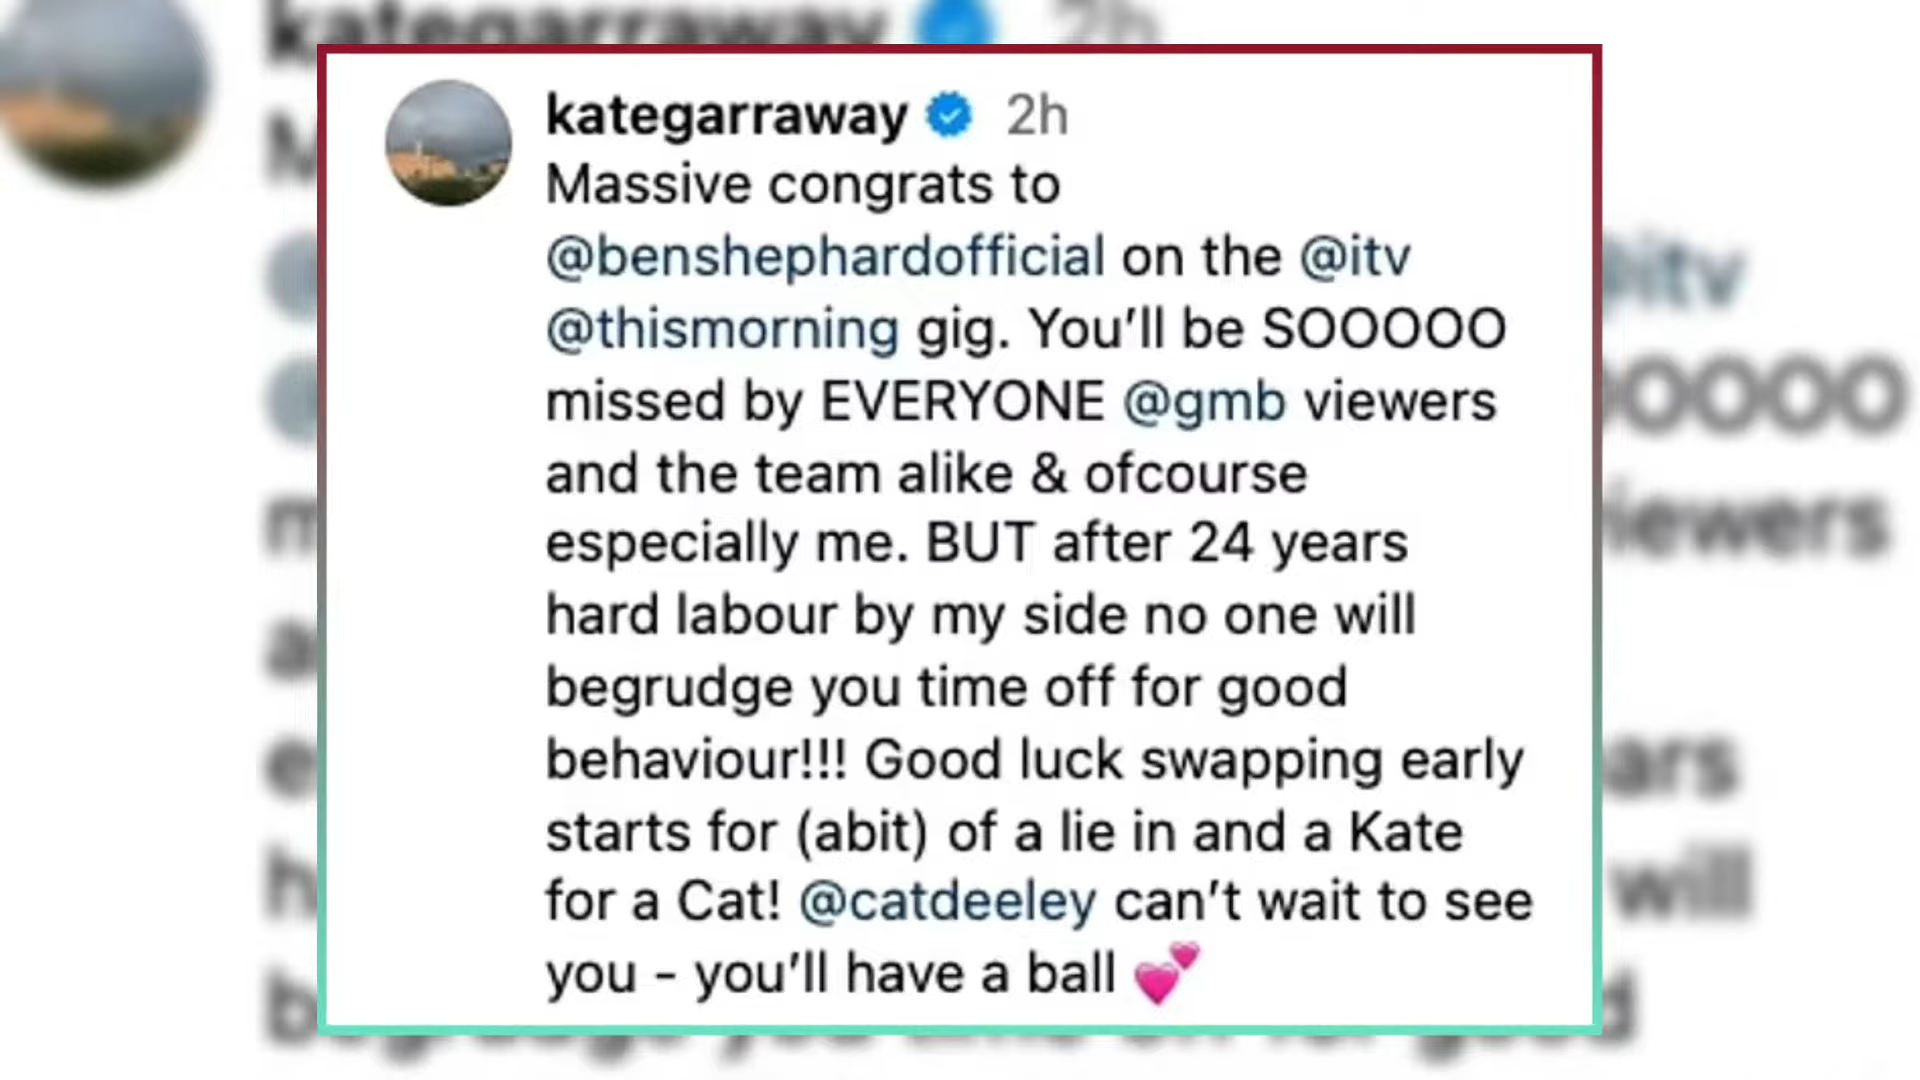 kategarraway 2h
Massive congrats to
@benshephardofficial on the @itv
@thismorning gig. You'll be SOOOOO
missed by EVERYONE @gmb viewers
and the team alike & ofcourse
especially me. BUT after 24 years
hard labour by my side no one will
begrudge you time off for good
behaviour!!! Good luck swapping early
starts for (abit) of a lie in and a Kate
for a Cat! @catdeeley can't wait to see
you - you'll have a ball 💕